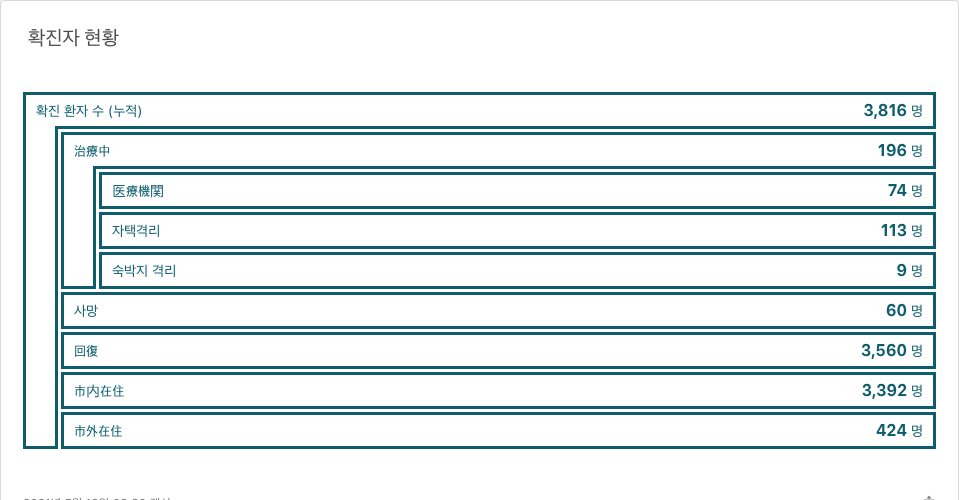 확진자 현황
확진 환자 수 (누적) 3,816 명
治療中 196 명
医療機関 74 명
자택격리 113 명
숙박지 격리 9 명
사망 60 명
回復 3,560 명
市内在住 3,392 명
市外在住 424 명